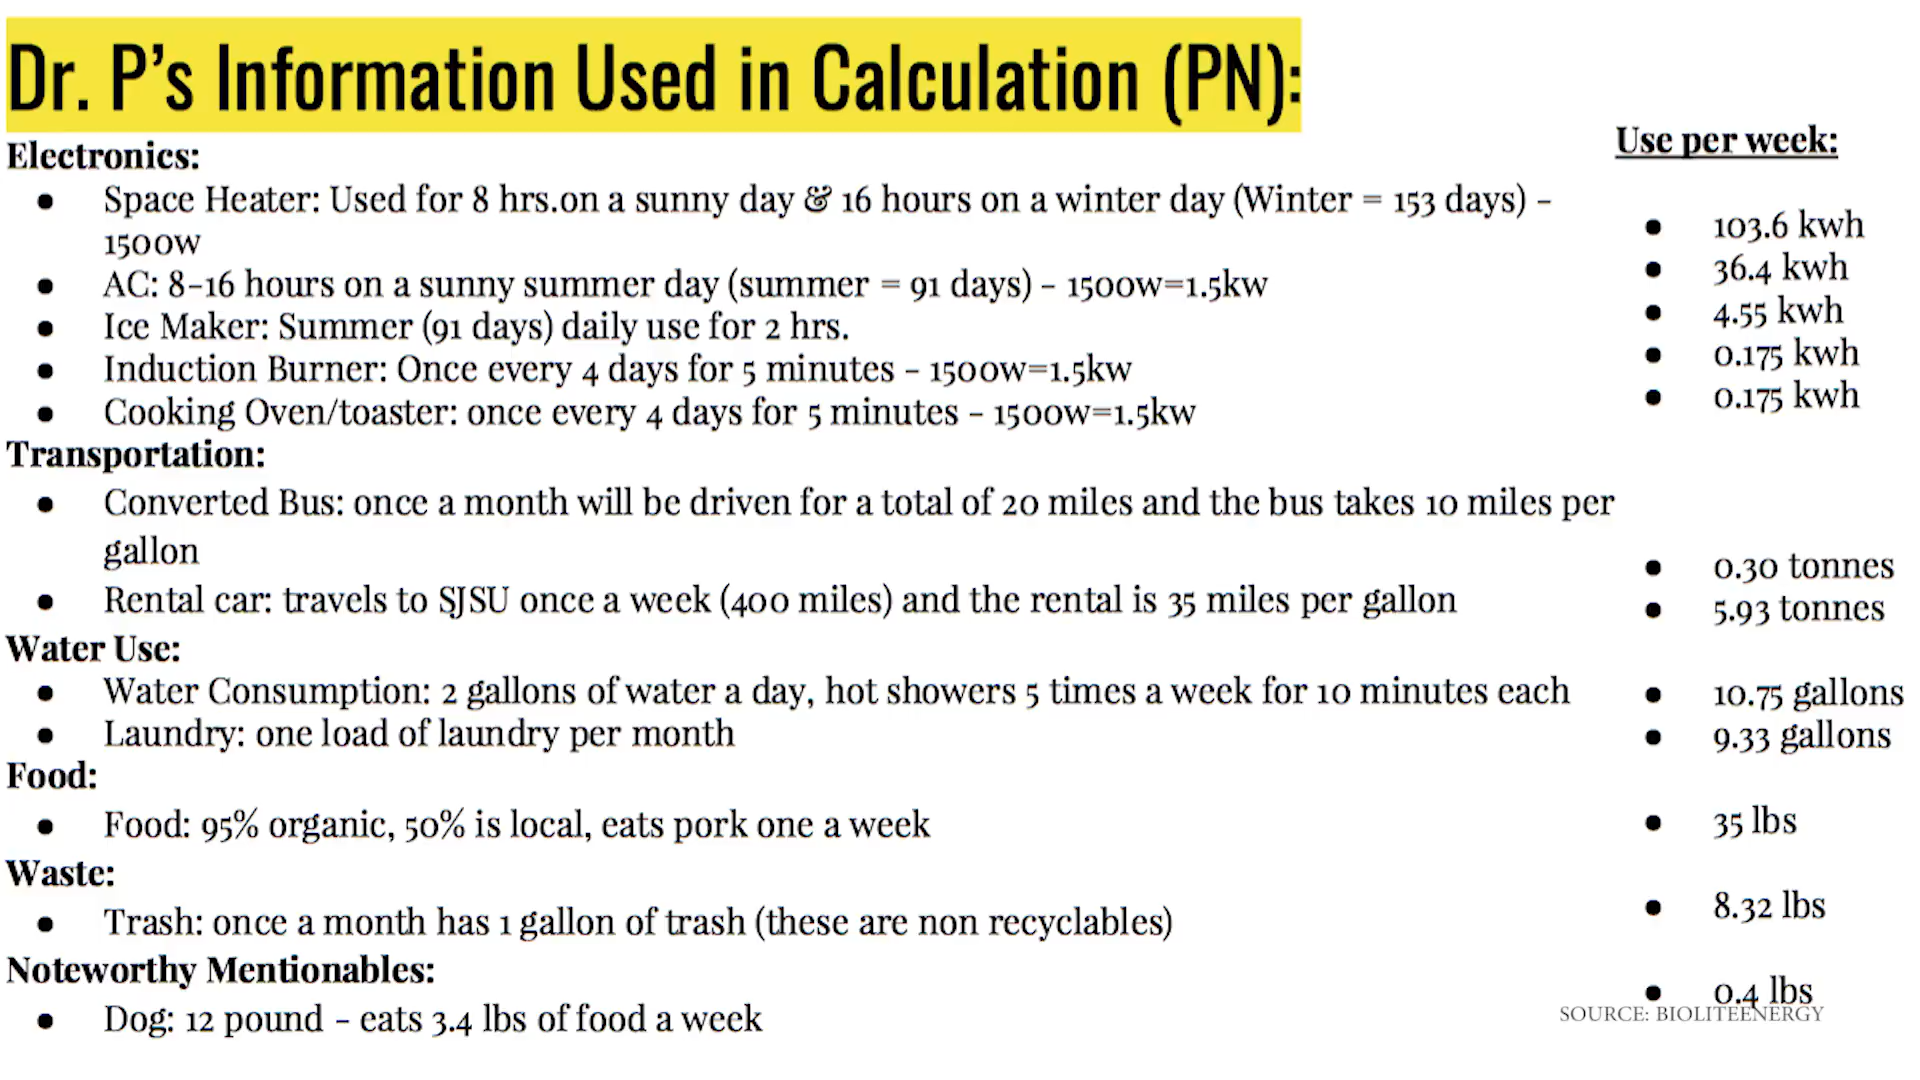 Dr. P’s Information Used in Calculation (PN):
Use per week:
Electronics:
● Space Heater: Used for 8 hrs.on a sunny day & 16 hours on a winter day (Winter = 153 days) –
1500w
● 103.6 kwh
● AC: 8–16 hours on a sunny summer day (summer = 91 days) – 1500w=1.5kw
● 36.4 kwh
● Ice Maker: Summer (91 days) daily use for 2 hrs.
● 4.55 kwh
● Induction Burner: Once every 4 days for 5 minutes – 1500w=1.5kw
● 0.175 kwh
● Cooking Oven/toaster: once every 4 days for 5 minutes – 1500w=1.5kw
● 0.175 kwh
Transportation:
● Converted Bus: once a month will be driven for a total of 20 miles and the bus takes 10 miles per
gallon
● 0.30 tonnes
● Rental car: travels to SJSU once a week (400 miles) and the rental is 35 miles per gallon
● 5.93 tonnes
Water Use:
● Water Consumption: 2 gallons of water a day, hot showers 5 times a week for 10 minutes each
● 10.75 gallons
● Laundry: one load of laundry per month
● 9.33 gallons
Food:
● Food: 95% organic, 50% is local, eats pork one a week
● 35 lbs
Waste:
● Trash: once a month has 1 gallon of trash (these are non recyclables)
● 8.32 lbs
Noteworthy Mentionables:
● Dog: 12 pound – eats 3.4 lbs of food a week
● 0.4 lbs
SOURCE: BIOLITEENERGY